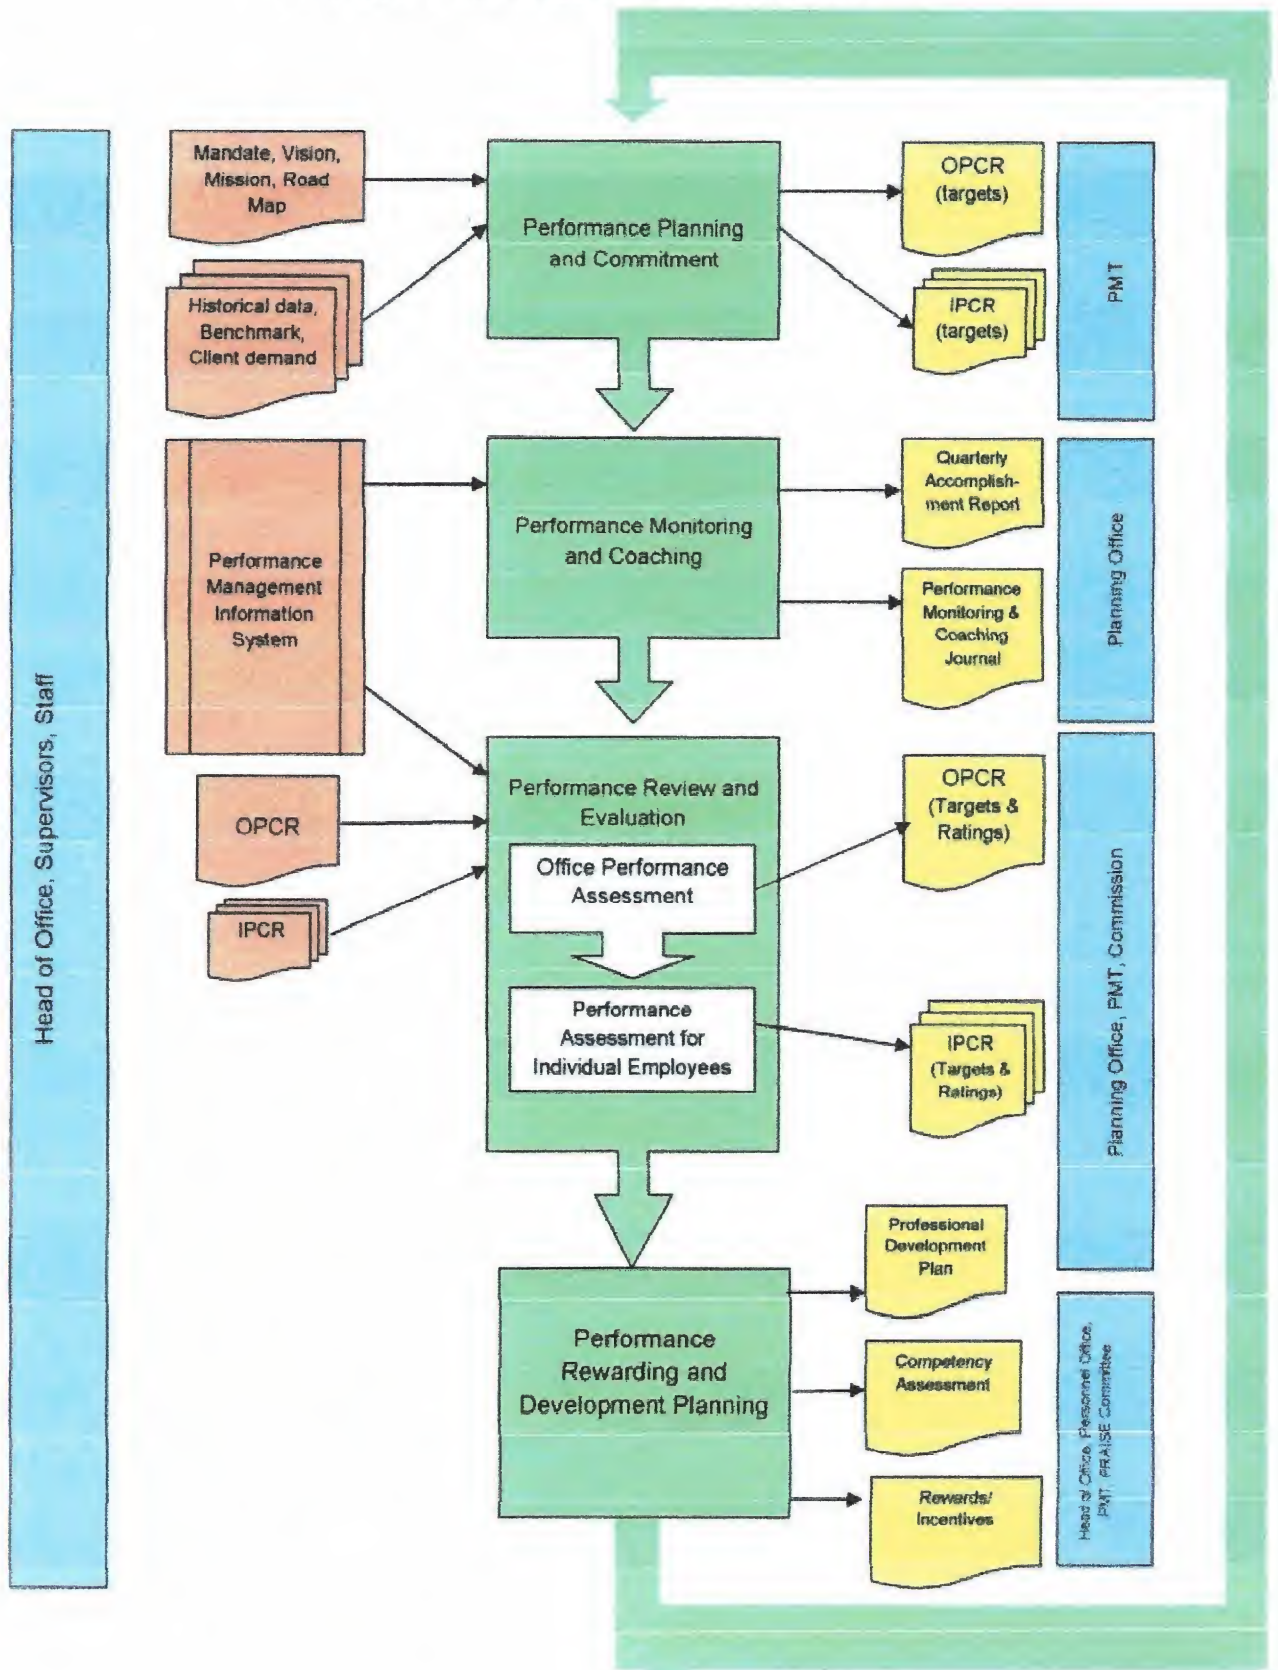 Head of Office, Supervisors, Staff
Mandate, Vision,
Mission, Road
Map
Historical data,
Benchmark,
Client demand
Performance Planning
and Commitment
OPCR
(targets)
IPCR
(targets)
PMT
Performance
Management
Information
System
Performance Monitoring
and Coaching
Quarterly
Accomplish-
ment Report
Performance
Monitoring &
Coaching
Journal
Planning Office
OPCR
IPCR
Performance Review and
Evaluation
Office Performance
Assessment
Performance
Assessment for
Individual Employees
OPCR
(Targets &
Ratings)
IPCR
(Targets &
Ratings)
Planning Office, PMT, Commission
Performance
Rewarding and
Development Planning
Professional
Development
Plan
Competency
Assessment
Rewards/
Incentives
Head of Office, Personnel Office,
PMT, PRAISE Committee